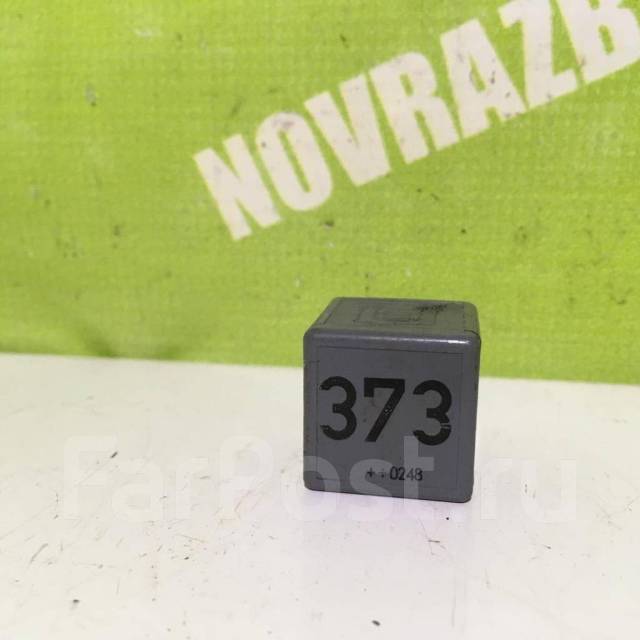 NOVRAZB
373
++0248
FarPost.ru